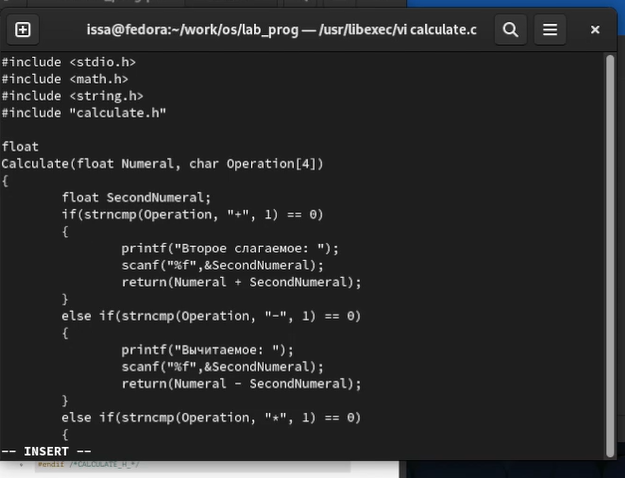 issa@fedora:~/work/os/lab_prog — /usr/libexec/vi calculate.c
#include <stdio.h>
#include <math.h>
#include <string.h>
#include "calculate.h"
float
Calculate(float Numeral, char Operation[4])
{
float SecondNumeral;
if(strncmp(Operation, "+", 1) == 0)
{
printf("Второе слагаемое: ");
scanf("%f",&SecondNumeral);
return(Numeral + SecondNumeral);
}
else if(strncmp(Operation, "-", 1) == 0)
{
printf("Вычитаемое: ");
scanf("%f",&SecondNumeral);
return(Numeral - SecondNumeral);
}
else if(strncmp(Operation, "*", 1) == 0)
{
-- INSERT --
#endif /*CALCULATE_H_*/